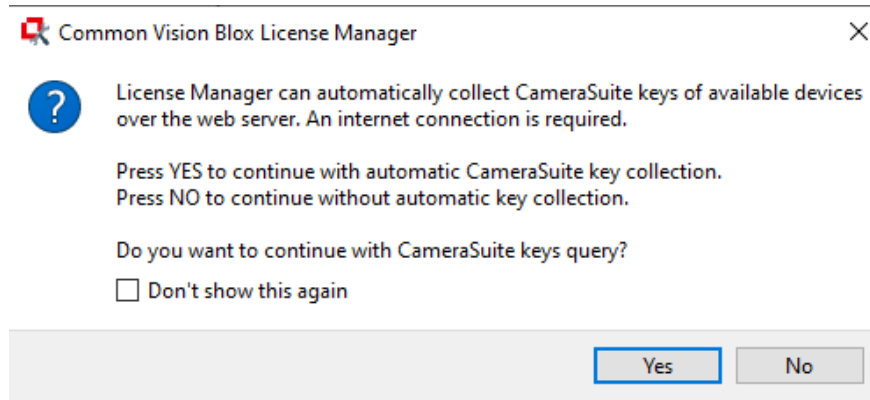 Common Vision Blox License Manager
License Manager can automatically collect CameraSuite keys of available devices
over the web server. An internet connection is required.
Press YES to continue with automatic CameraSuite key collection.
Press NO to continue without automatic key collection.
Do you want to continue with CameraSuite keys query?
Don't show this again
Yes No